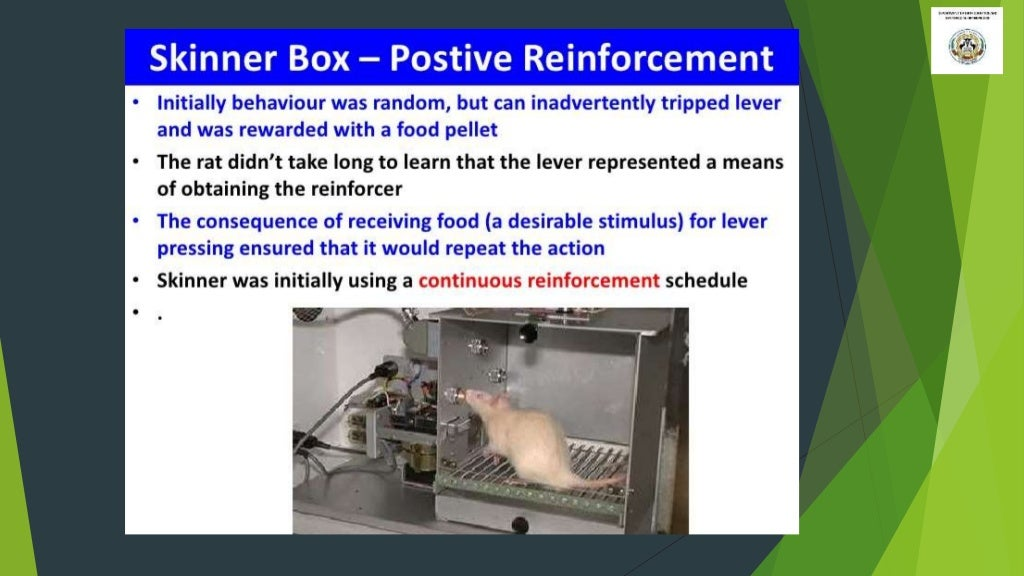 Skinner Box – Postive Reinforcement
• Initially behaviour was random, but can inadvertently tripped lever
and was rewarded with a food pellet
• The rat didn't take long to learn that the lever represented a means
of obtaining the reinforcer
• The consequence of receiving food (a desirable stimulus) for lever
pressing ensured that it would repeat the action
• Skinner was initially using a continuous reinforcement schedule
• .